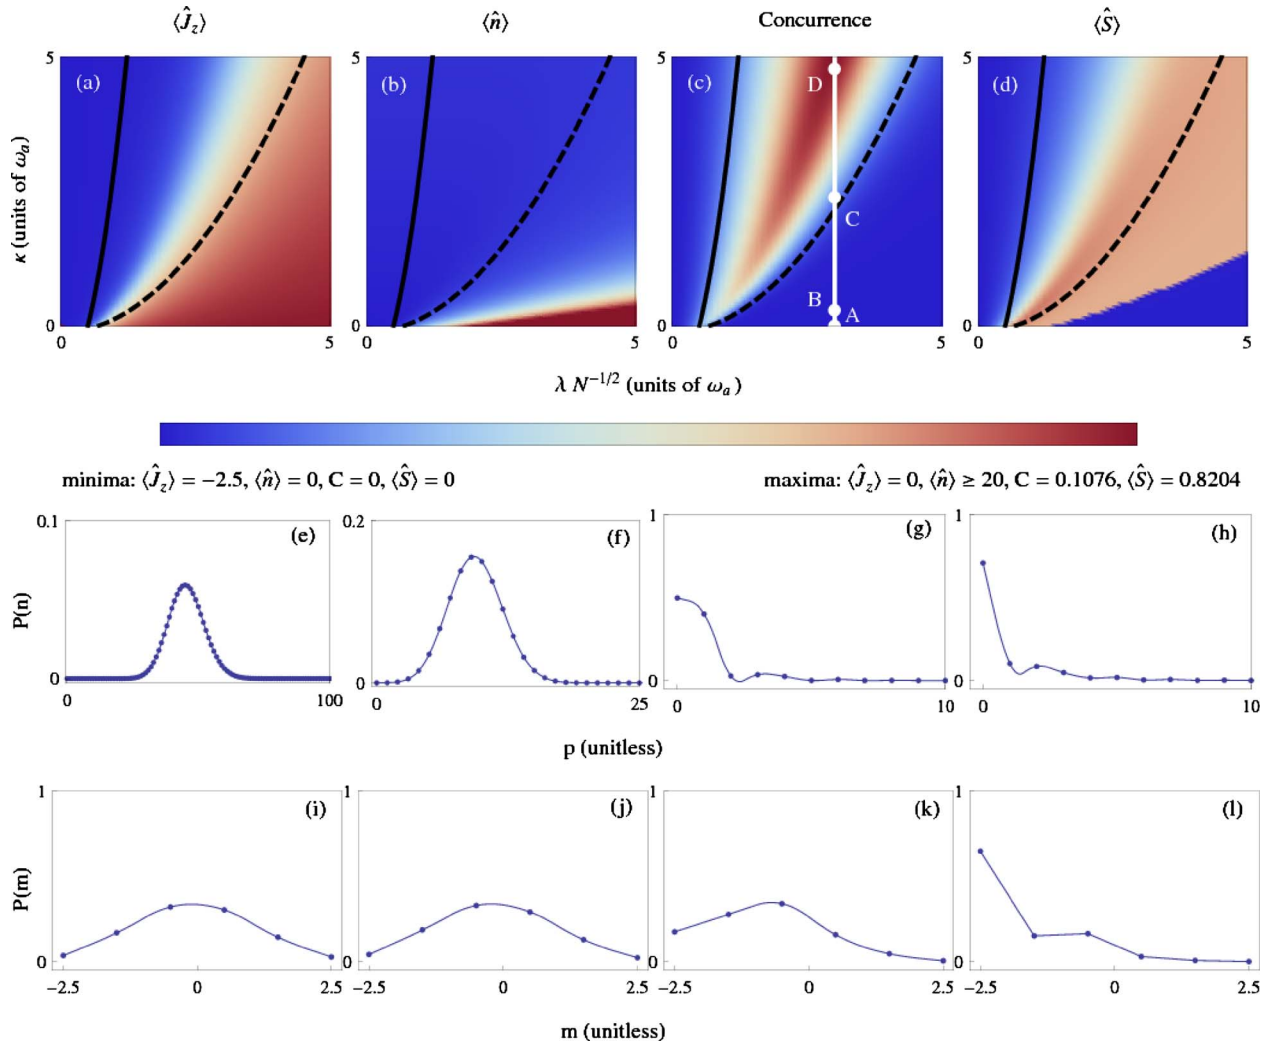 ⟨Ĵz⟩ ⟨n̂⟩ Concurrence ⟨Ŝ⟩
(a) (b) (c) (d)
5 5 5 5
D
C
B
A
κ (units of ωa)
0 0 0 0
0 5 0 5 0 5 0 5
λ N−1/2 (units of ωa)
minima: ⟨Ĵz⟩ = −2.5, ⟨n̂⟩ = 0, C = 0, ⟨Ŝ⟩ = 0 maxima: ⟨Ĵz⟩ = 0, ⟨n̂⟩ ≥ 20, C = 0.1076, ⟨Ŝ⟩ = 0.8204
0.1 0.2 1 1
(e) (f) (g) (h)
P(n)
0 0 0 0
0 100 0 25 0 10 0 10
p (unitless)
1 1 1 1
(i) (j) (k) (l)
P(m)
0 0 0 0
−2.5 0 2.5 −2.5 0 2.5 −2.5 0 2.5 −2.5 0 2.5
m (unitless)